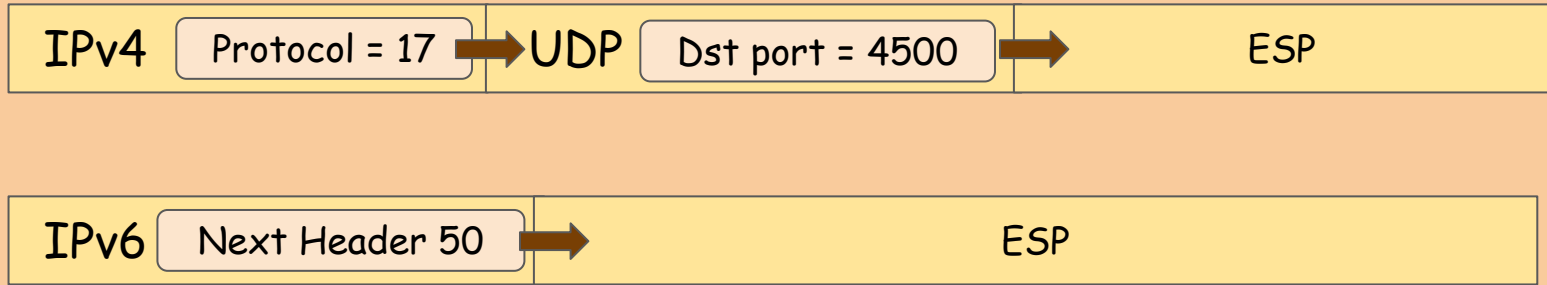 IPv4 Protocol = 17 UDP Dst port = 4500 ESP
IPv6 Next Header 50 ESP